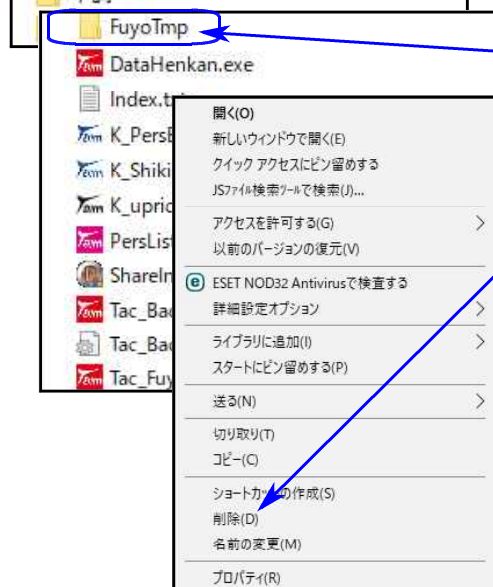 FuyoTmp
DataHenkan.exe
Index.t
K_PersE
K_Shiki
K_upric
PersList
ShareIn
Tac_Bac
Tac_Bac
Tac_Fuy
開く(O)
新しいウィンドウで開く(E)
クイック アクセスにピン留めする
JSファイル検索ツールで検索(J)...
アクセスを許可する(G)
以前のバージョンの復元(V)
ESET NOD32 Antivirusで検査する
詳細設定オプション
ライブラリに追加(I)
スタートにピン留めする(P)
送る(N)
切り取り(T)
コピー(C)
ショートカットの作成(S)
削除(D)
名前の変更(M)
プロパティ(R)